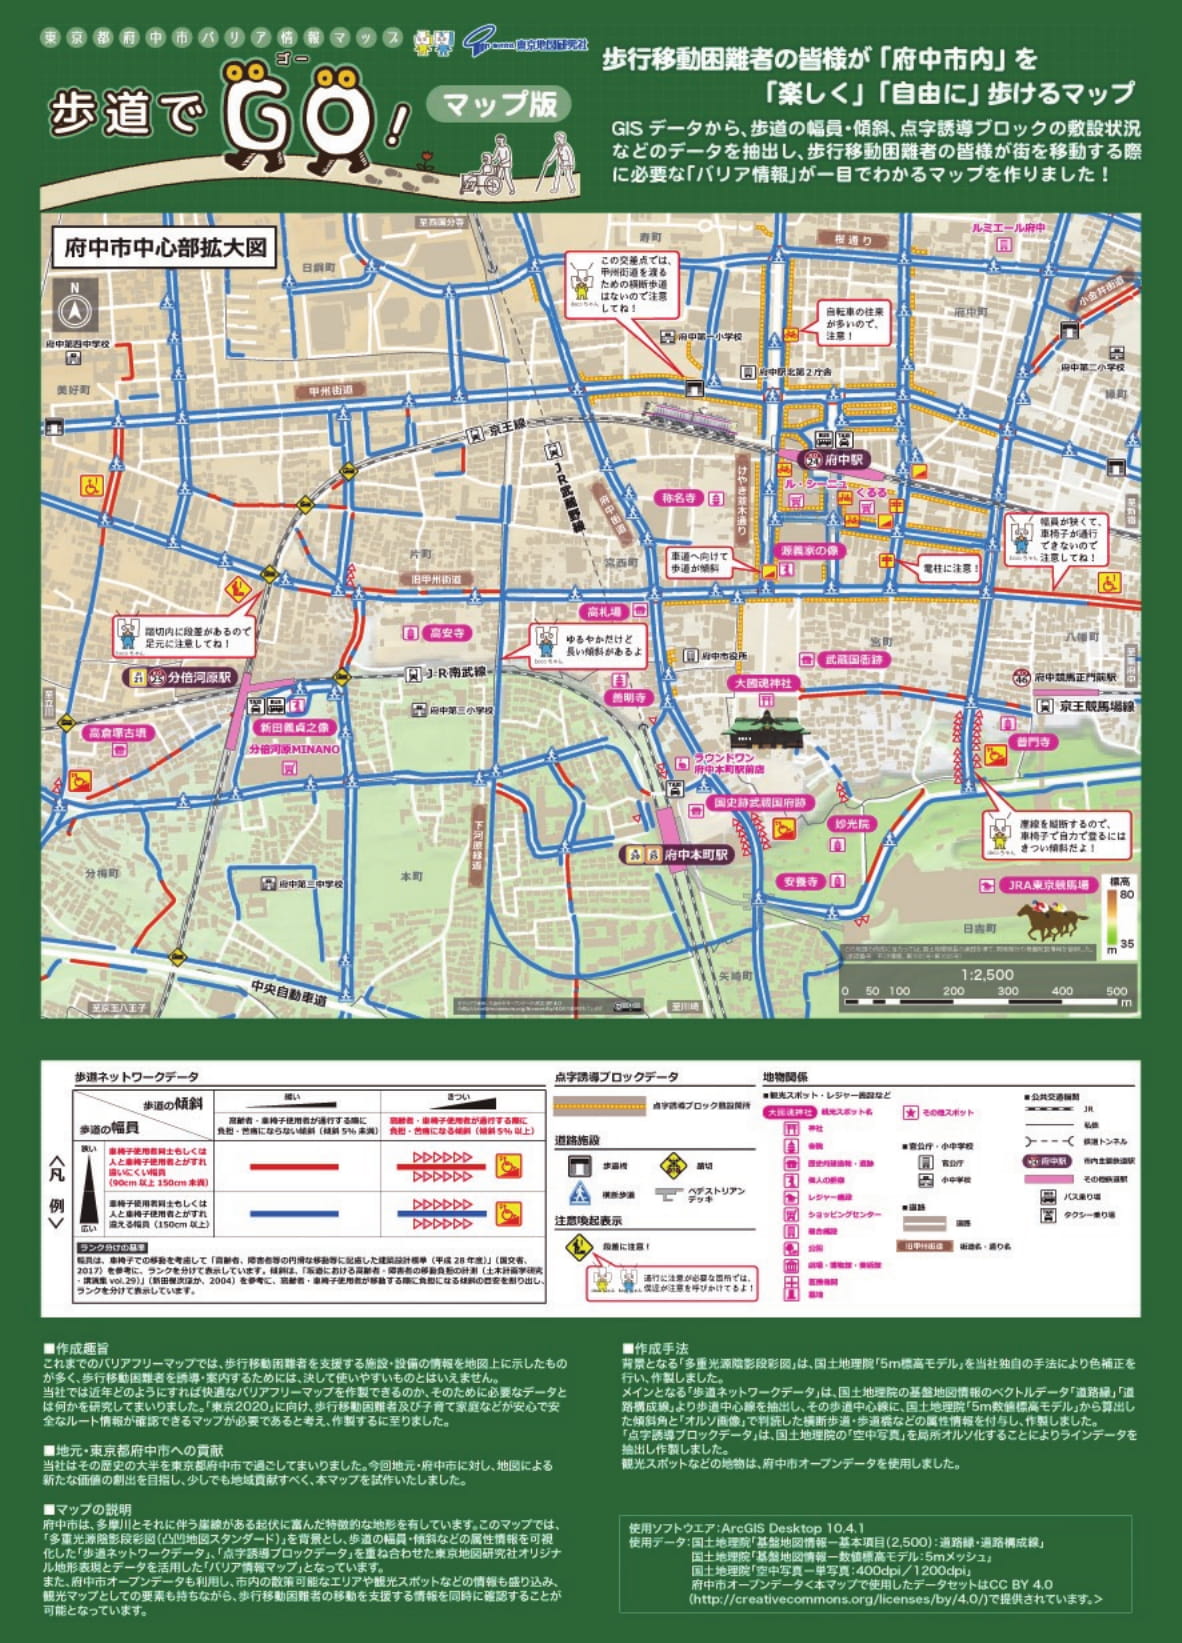 東京都府中市バリア情報マップ
株式会社東京地図研究社
歩道でGO!
ゴー
マップ版
歩行移動困難者の皆様が「府中市内」を
「楽しく」「自由に」歩けるマップ
GISデータから、歩道の幅員・傾斜、点字誘導ブロックの敷設状況
などのデータを抽出し、歩行移動困難者の皆様が街を移動する際
に必要な「バリア情報」が一目でわかるマップを作りました！
府中市中心部拡大図
N
至西国分寺
寿町
桜通り
ルミエール府中
日鋼町
この交差点では、
甲州街道を渡る
ための横断歩道
はないので注意
してね！
小金井街道
自転車の往来
が多いので、
注意！
府中町
府中第四中学校
府中第一小学校
府中駅北第2庁舎
府中第二小学校
美好町
甲州街道
緑町
京王線
JR武蔵野線
府中街道
けやき並木通り
府中駅
ル・シーニュ
くるる
称名寺
至新宿
幅員が狭くて、
車椅子が通行
できないので
注意してね！
片町
宮西町
源義家の像
車道へ向けて
歩道が傾斜
電柱に注意！
旧甲州街道
高札場
踏切内に段差があるので
足元に注意してね！
高安寺
ゆるやかだけど
長い傾斜があるよ
宮町
八幡町
府中市役所
武蔵国衙跡
分倍河原駅
JR南武線
善明寺
大國魂神社
府中競馬正門前駅
京王競馬場線
至立川
高倉塚古墳
新田義貞之像
府中第三小学校
分倍河原MINANO
普門寺
ラウンドワン
府中本町駅前店
国史跡武蔵国府跡
妙光院
下河原緑道
府中本町駅
崖線を縦断するので、
車椅子で自力で登るには
きつい傾斜だよ！
分梅町
府中第三中学校
本町
安養寺
JRA東京競馬場
標高
80
35
m
日吉町
矢崎町
中央自動車道
至京王八王子
至川崎
1:2,500
0 50 100 200 300 400 500
m
歩道ネットワークデータ
歩道の傾斜
歩道の幅員
緩い
きつい
高齢者・車椅子使用者が通行する際に
負担・苦痛にならない傾斜（傾斜5%未満）
高齢者・車椅子使用者が通行する際に
負担・苦痛になる傾斜（傾斜5%以上）
狭い
車椅子使用者同士もしくは
人と車椅子使用者とがすれ
違いにくい幅員
（90cm以上150cm未満）
車椅子使用者同士もしくは
人と車椅子使用者とがすれ
違える幅員（150cm以上）
広い
〈凡例〉
ランク分けの基準
幅員は、車椅子での移動を考慮して「高齢者、障害者等の円滑な移動等に配慮した建築設計標準（平成28年度）」（国交省、
2017）を参考に、ランクを分けて表示しています。傾斜は、「坂道における高齢者・障害者の移動負担の計測（土木計画学研究
・講演集vol.29）」（新田保次ほか、2004）を参考に、高齢者・車椅子使用者が移動する際に負担になる傾斜の目安を割り出し、
ランクを分けて表示しています。
点字誘導ブロックデータ
点字誘導ブロック敷設箇所
道路施設
歩道橋
踏切
横断歩道
ペデストリアン
デッキ
注意喚起表示
段差に注意！
通行に注意が必要な箇所では、
僕達が注意を呼びかけてるよ！
地物関係
■観光スポット・レジャー施設など
大國魂神社
観光スポット名
その他スポット
神社
寺院
歴史的建造物・遺跡
偉人の銅像
レジャー施設
ショッピングセンター
複合施設
公園
劇場・博物館・美術館
医療機関
墓地
■官公庁・小中学校
官公庁
小中学校
■道路
道路
旧甲州街道
街道名・通り名
■公共交通機関
JR
私鉄
鉄道トンネル
府中駅
市内主要鉄道駅
その他鉄道駅
バス乗り場
タクシー乗り場
■作成趣旨
これまでのバリアフリーマップでは、歩行移動困難者を支援する施設・設備の情報を地図上に示したもの
が多く、歩行移動困難者を誘導・案内するためには、決して使いやすいものとはいえません。
当社では近年どのようにすれば快適なバリアフリーマップを作製できるのか、そのために必要なデータと
は何かを研究してまいりました。「東京2020」に向け、歩行移動困難者及び子育て家庭などが安心で安
全なルート情報が確認できるマップが必要であると考え、作製するに至りました。
■地元・東京都府中市への貢献
当社はその歴史の大半を東京都府中市で過ごしてまいりました。今回地元・府中市に対し、地図による
新たな価値の創出を目指し、少しでも地域貢献すべく、本マップを試作いたしました。
■マップの説明
府中市は、多摩川とそれに伴う崖線がある起伏に富んだ特徴的な地形を有しています。このマップでは、
「多重光源陰影段彩図（凸凹地図スタンダード）」を背景とし、歩道の幅員・傾斜などの属性情報を可視
化した「歩道ネットワークデータ」、「点字誘導ブロックデータ」を重ね合わせた東京地図研究社オリジナ
ル地形表現とデータを活用した「バリア情報マップ」となっています。
また、府中市オープンデータも利用し、市内の散策可能なエリアや観光スポットなどの情報も盛り込み、
観光マップとしての要素も持ちながら、歩行移動困難者の移動を支援する情報を同時に確認することが
可能となっています。
■作成手法
背景となる「多重光源陰影段彩図」は、国土地理院「5m標高モデル」を当社独自の手法により色補正を
行い、作製しました。
メインとなる「歩道ネットワークデータ」は、国土地理院の基盤地図情報のベクトルデータ「道路縁」「道
路構成線」より歩道中心線を抽出し、その歩道中心線に、国土地理院「5m数値標高モデル」から算出し
た傾斜角と「オルソ画像」で判読した横断歩道・歩道橋などの属性情報を付与し、作製しました。
「点字誘導ブロックデータ」は、国土地理院の「空中写真」を局所オルソ化することによりラインデータを
抽出し作製しました。
観光スポットなどの地物は、府中市オープンデータを使用しました。
使用ソフトウエア：ArcGIS Desktop 10.4.1
使用データ：国土地理院「基盤地図情報－基本項目（2,500）：道路縁・道路構成線」
国土地理院「基盤地図情報－数値標高モデル：5mメッシュ」
国土地理院「空中写真－単写真：400dpi／1200dpi」
府中市オープンデータ＜本マップで使用したデータセットはCC BY 4.0
（http://creativecommons.org/licenses/by/4.0/）で提供されています。＞